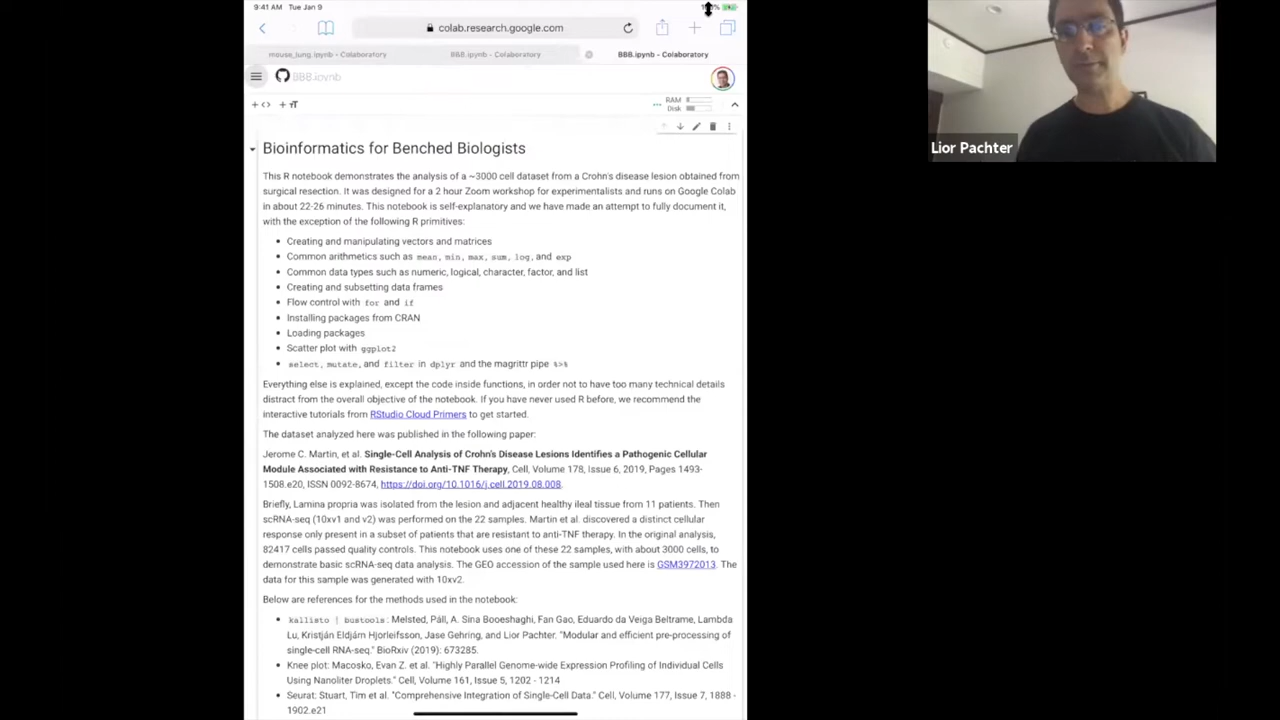 9:41 AM Tue Jan 9
colab.research.google.com
mouse_lung.ipynb - Colaboratory
BBB.ipynb - Colaboratory
BBB.ipynb - Colaboratory
BBB.ipynb
RAM
Disk
Bioinformatics for Benched Biologists
This R notebook demonstrates the analysis of a ~3000 cell dataset from a Crohn's disease lesion obtained from
surgical resection. It was designed for a 2 hour Zoom workshop for experimentalists and runs on Google Colab
in about 22-26 minutes. This notebook is self-explanatory and we have made an attempt to fully document it,
with the exception of the following R primitives:
• Creating and manipulating vectors and matrices
• Common arithmetics such as mean, min, max, sum, log, and exp
• Common data types such as numeric, logical, character, factor, and list
• Creating and subsetting data frames
• Flow control with for and if
• Installing packages from CRAN
• Loading packages
• Scatter plot with ggplot2
• select, mutate, and filter in dplyr and the magrittr pipe %>%
Everything else is explained, except the code inside functions, in order not to have too many technical details
distract from the overall objective of the notebook. If you have never used R before, we recommend the
interactive tutorials from RStudio Cloud Primers to get started.
The dataset analyzed here was published in the following paper:
Jerome C. Martin, et al. Single-Cell Analysis of Crohn's Disease Lesions Identifies a Pathogenic Cellular
Module Associated with Resistance to Anti-TNF Therapy, Cell, Volume 178, Issue 6, 2019, Pages 1493-
1508.e20, ISSN 0092-8674, https://doi.org/10.1016/j.cell.2019.08.008.
Briefly, Lamina propria was isolated from the lesion and adjacent healthy ileal tissue from 11 patients. Then
scRNA-seq (10xv1 and v2) was performed on the 22 samples. Martin et al. discovered a distinct cellular
response only present in a subset of patients that are resistant to anti-TNF therapy. In the original analysis,
82417 cells passed quality controls. This notebook uses one of these 22 samples, with about 3000 cells, to
demonstrate basic scRNA-seq data analysis. The GEO accession of the sample used here is GSM3972013. The
data for this sample was generated with 10xv2.
Below are references for the methods used in the notebook:
• kallisto | bustools: Melsted, Páll, A. Sina Booeshaghi, Fan Gao, Eduardo da Veiga Beltrame, Lambda
Lu, Kristján Eldjárn Hjorleifsson, Jase Gehring, and Lior Pachter. "Modular and efficient pre-processing of
single-cell RNA-seq." BioRxiv (2019): 673285.
• Knee plot: Macosko, Evan Z. et al. "Highly Parallel Genome-wide Expression Profiling of Individual Cells
Using Nanoliter Droplets." Cell, Volume 161, Issue 5, 1202 - 1214
• Seurat: Stuart, Tim et al. "Comprehensive Integration of Single-Cell Data." Cell, Volume 177, Issue 7, 1888 -
1902.e21
Lior Pachter